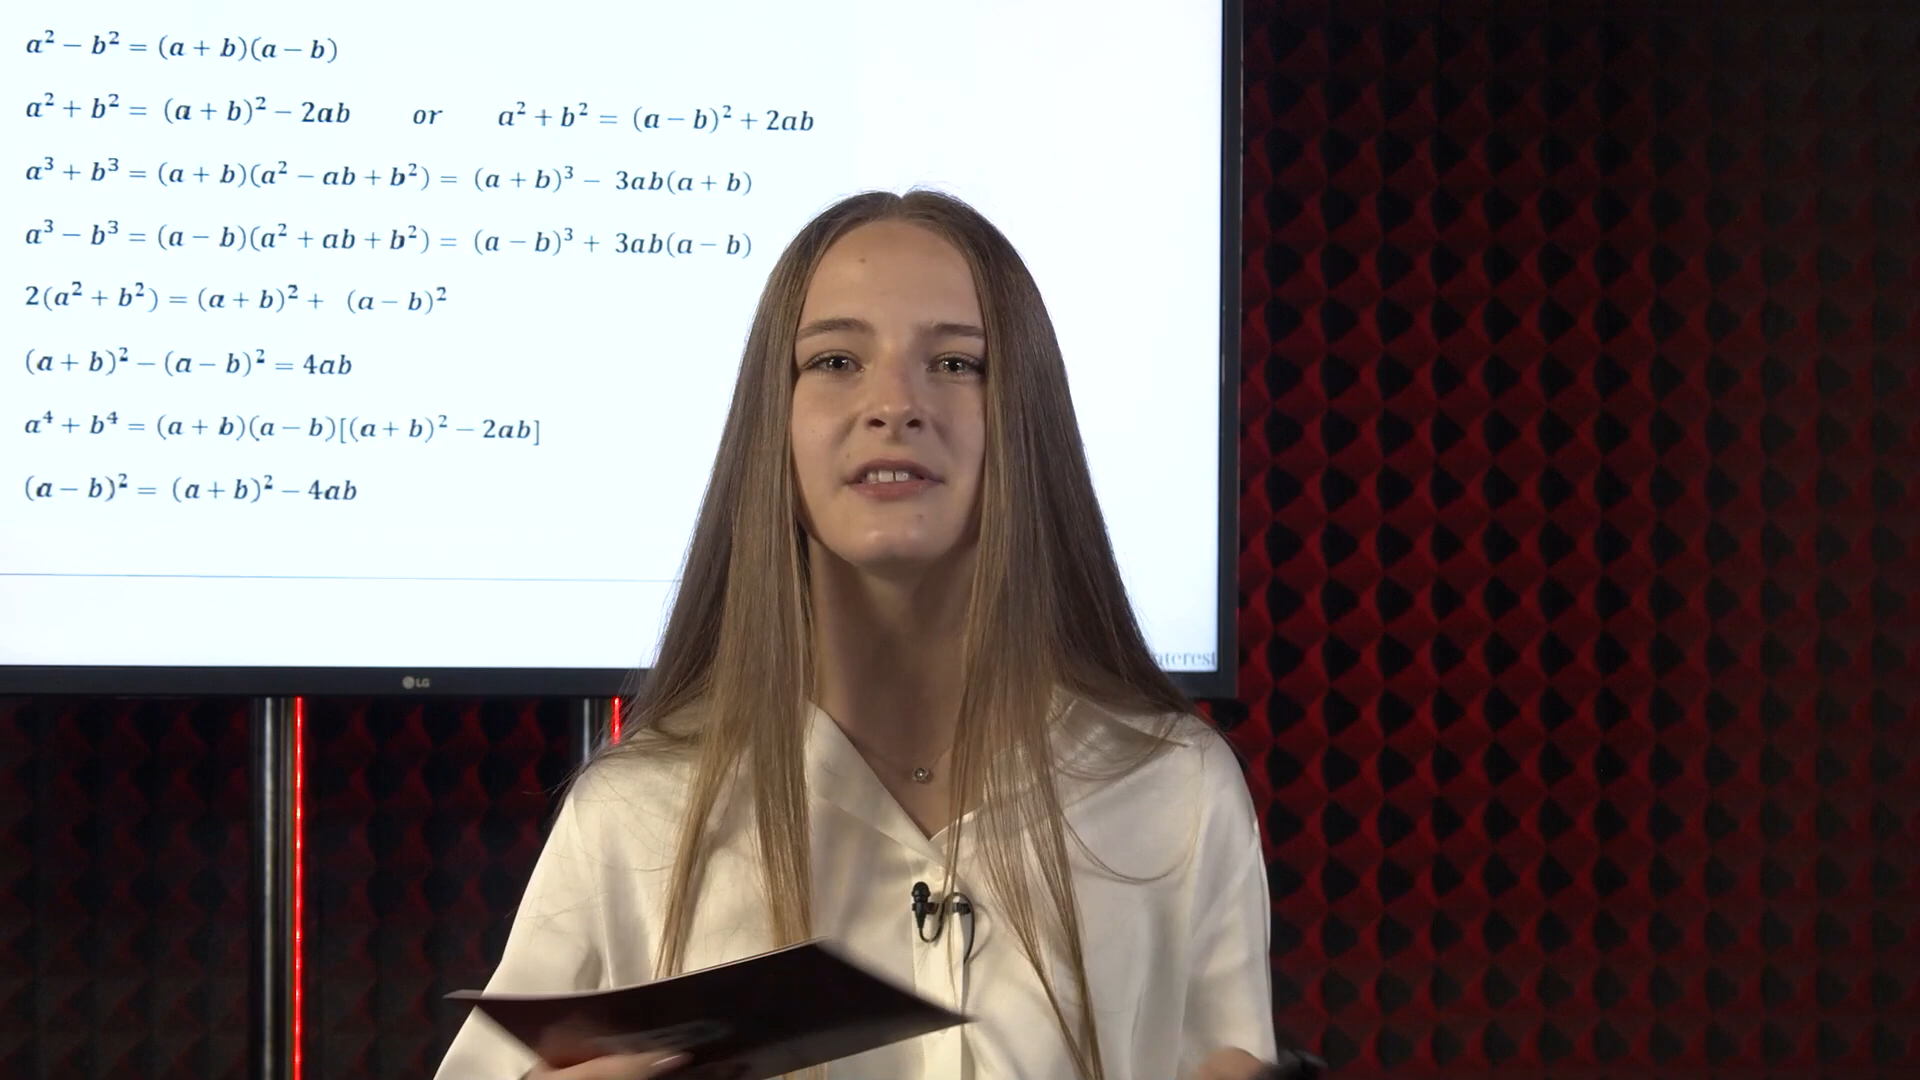 a² − b² = (a + b)(a − b)
a² + b² = (a + b)² − 2ab or a² + b² = (a − b)² + 2ab
a³ + b³ = (a + b)(a² − ab + b²) = (a + b)³ − 3ab(a + b)
a³ − b³ = (a − b)(a² + ab + b²) = (a − b)³ + 3ab(a − b)
2(a² + b²) = (a + b)² + (a − b)²
(a + b)² − (a − b)² = 4ab
a⁴ + b⁴ = (a + b)(a − b)[(a + b)² − 2ab]
(a − b)² = (a + b)² − 4ab
LG